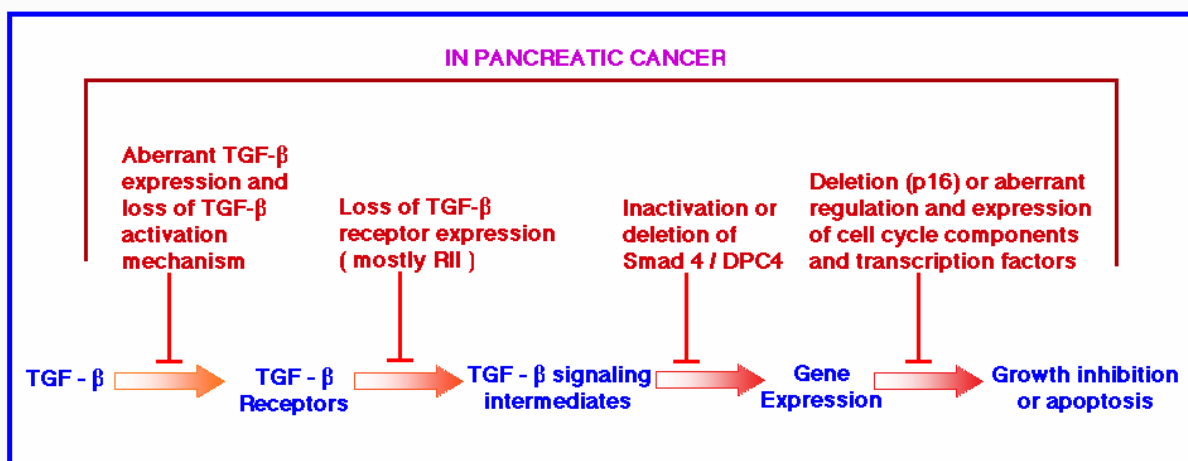 IN PANCREATIC CANCER
Aberrant TGF-β
expression and
loss of TGF-β
activation
mechanism
Loss of TGF-β
receptor expression
( mostly RII )
Inactivation or
deletion of
Smad 4 / DPC4
Deletion (p16) or aberrant
regulation and expression
of cell cycle components
and transcription factors
TGF - β
TGF - β
Receptors
TGF - β signaling
intermediates
Gene
Expression
Growth inhibition
or apoptosis